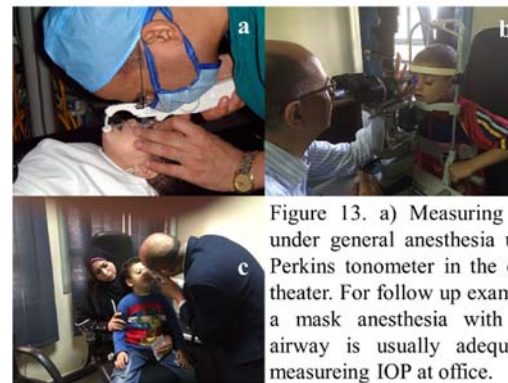 a
b
c
Figure 13. a) Measuring
under general anesthesia u
Perkins tonometer in the
theater. For follow up exam
a mask anesthesia with
airway is usually adequ
measureing IOP at office.